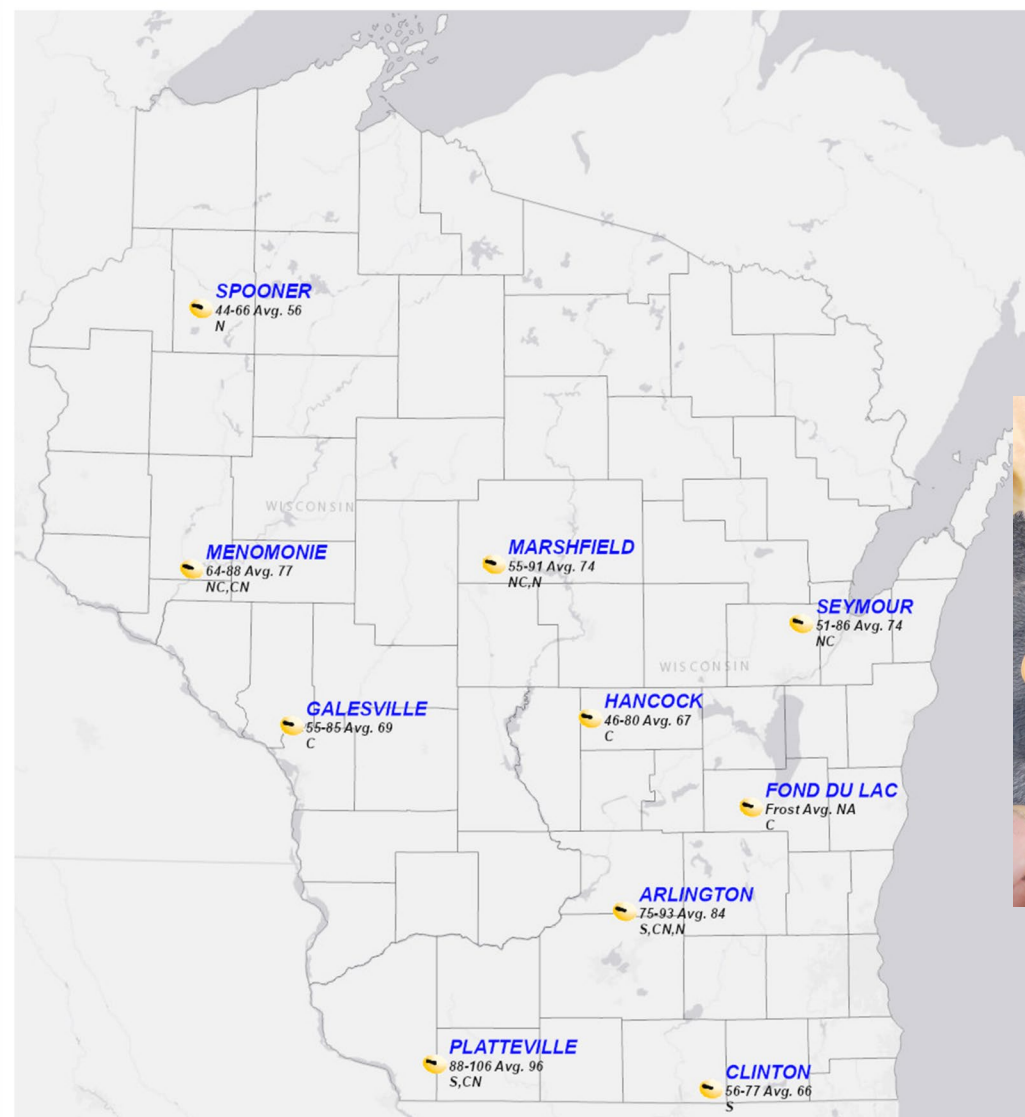 SPOONER
44-66 Avg. 56
N
WISCONSIN
MENOMONIE
64-88 Avg. 77
NC,CN
MARSHFIELD
55-91 Avg. 74
NC,N
SEYMOUR
51-86 Avg. 74
NC
WISCONSIN
GALESVILLE
55-85 Avg. 69
C
HANCOCK
46-80 Avg. 67
C
FOND DU LAC
Frost Avg. NA
C
ARLINGTON
75-93 Avg. 84
S,CN,N
PLATTEVILLE
88-106 Avg. 96
S,CN
CLINTON
56-77 Avg. 66
S